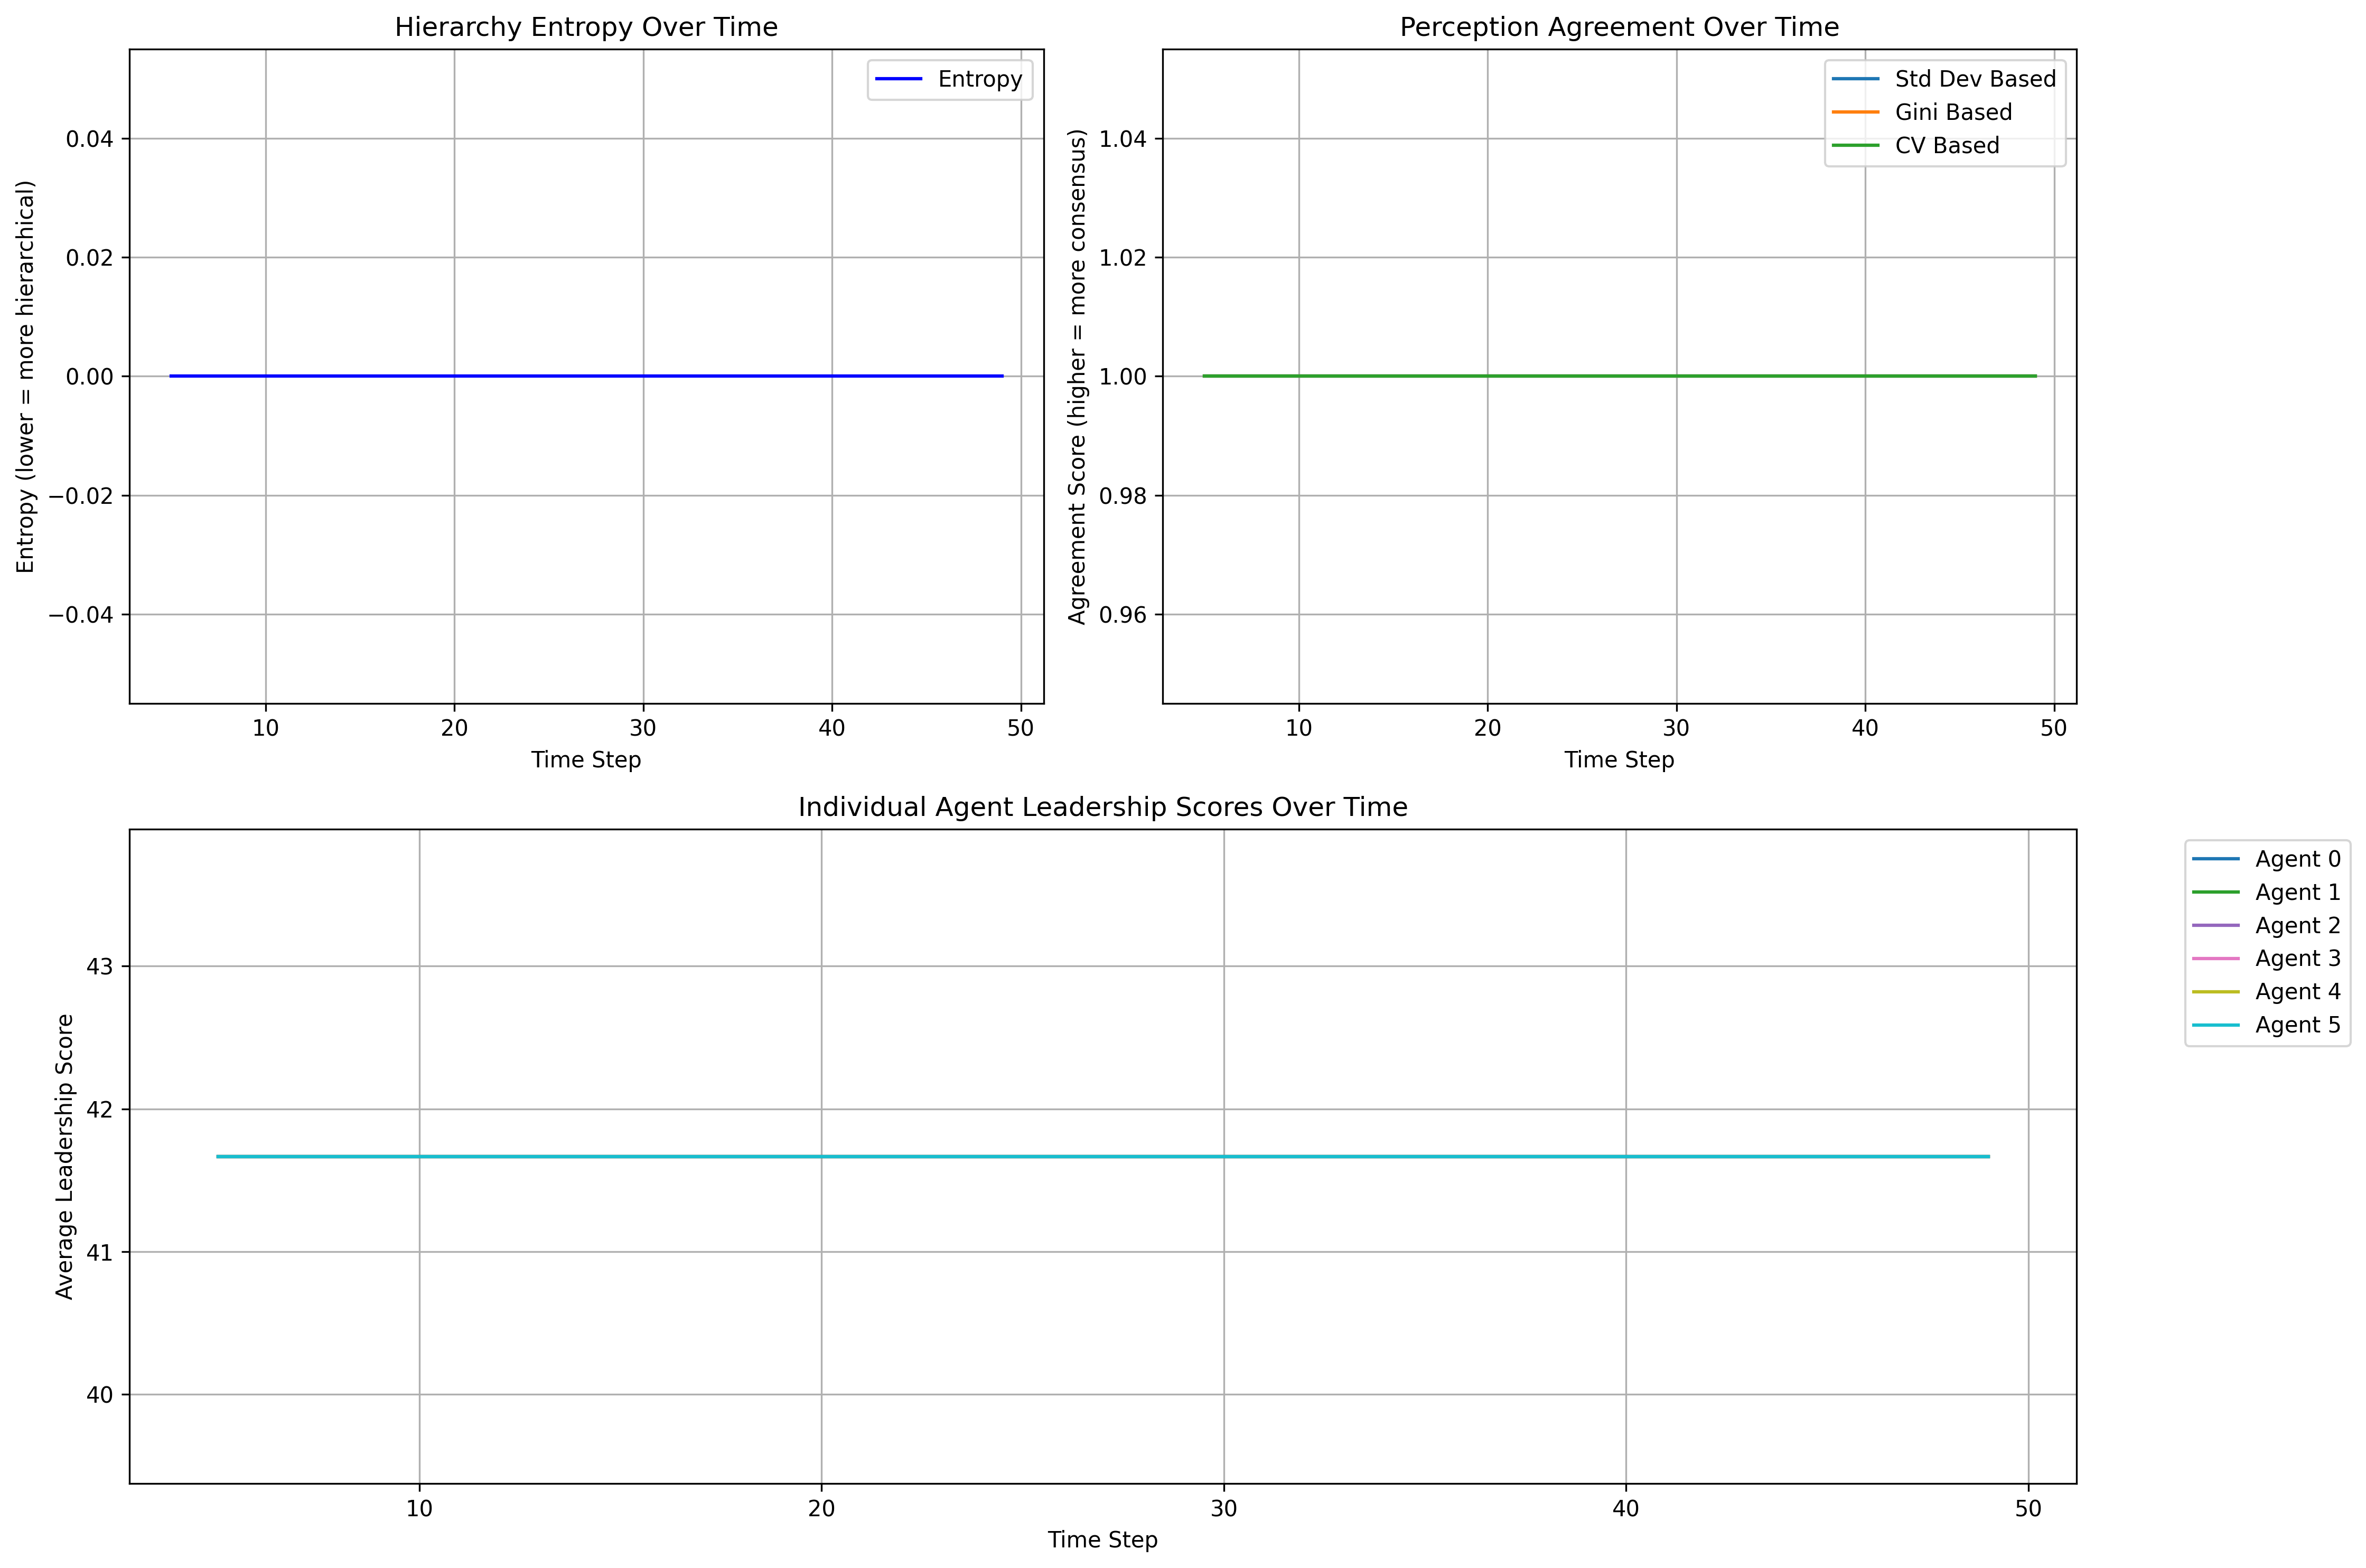 Hierarchy Entropy Over Time
Entropy
0.04
0.02
0.00
−0.02
−0.04
Entropy (lower = more hierarchical)
10 20 30 40 50
Time Step
Perception Agreement Over Time
Std Dev Based
Gini Based
CV Based
1.04
1.02
1.00
0.98
0.96
Agreement Score (higher = more consensus)
10 20 30 40 50
Time Step
Individual Agent Leadership Scores Over Time
43
42
41
40
Average Leadership Score
10 20 30 40 50
Time Step
Agent 0
Agent 1
Agent 2
Agent 3
Agent 4
Agent 5